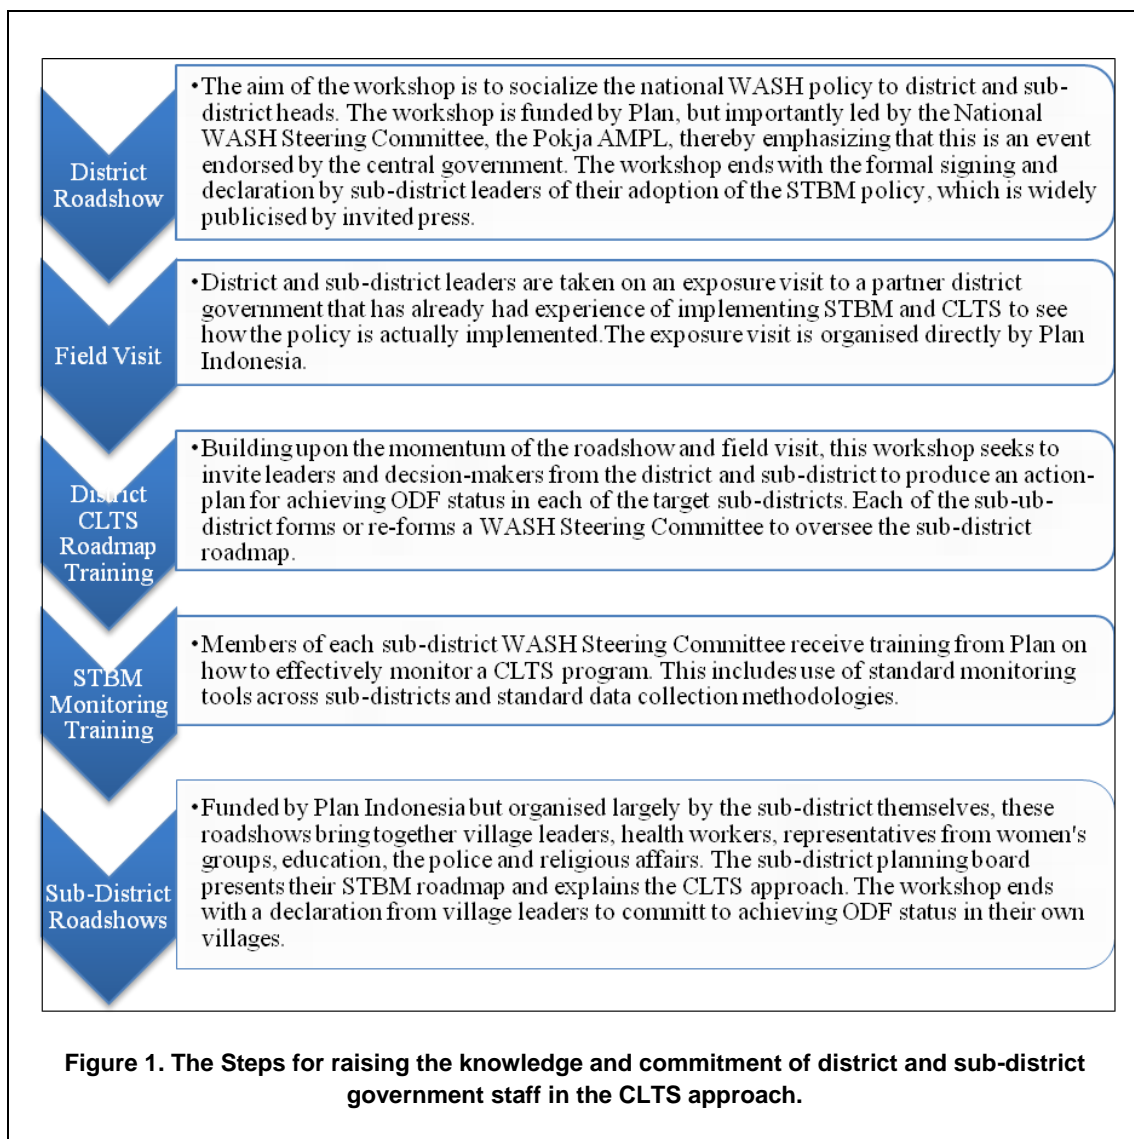 District
Roadshow
•The aim of the workshop is to socialize the national WASH policy to district and sub-
district heads. The workshop is funded by Plan, but importantly led by the National
WASH Steering Committee, the Pokja AMPL, thereby emphasizing that this is an event
endorsed by the central government. The workshop ends with the formal signing and
declaration by sub-district leaders of their adoption of the STBM policy, which is widely
publicised by invited press.
Field Visit
•District and sub-district leaders are taken on an exposure visit to a partner district
government that has already had experience of implementing STBM and CLTS to see
how the policy is actually implemented.The exposure visit is organised directly by Plan
Indonesia.
District
CLTS
Roadmap
Training
•Building upon the momentum of the roadshow and field visit, this workshop seeks to
invite leaders and decsion-makers from the district and sub-district to produce an action-
plan for achieving ODF status in each of the target sub-districts. Each of the sub-ub-
district forms or re-forms a WASH Steering Committee to oversee the sub-district
roadmap.
STBM
Monitoring
Training
•Members of each sub-district WASH Steering Committee receive training from Plan on
how to effectively monitor a CLTS program. This includes use of standard monitoring
tools across sub-districts and standard data collection methodologies.
Sub-District
Roadshows
•Funded by Plan Indonesia but organised largely by the sub-district themselves, these
roadshows bring together village leaders, health workers, representatives from women's
groups, education, the police and religious affairs. The sub-district planning board
presents their STBM roadmap and explains the CLTS approach. The workshop ends
with a declaration from village leaders to committ to achieving ODF status in their own
villages.
Figure 1. The Steps for raising the knowledge and commitment of district and sub-district
government staff in the CLTS approach.